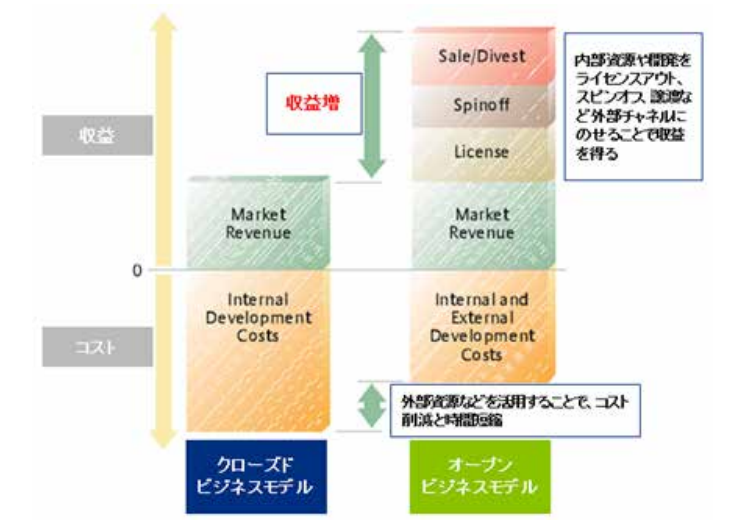 Sale/Divest
Spinoff
License
Market
Revenue
Market
Revenue
収益増
内部資源や開発を
ライセンスアウト、
スピンオフ、譲渡な
ど外部チャネルに
のせることで収益
を得る
収益
0
コスト
Internal
Development
Costs
Internal and
External
Development
Costs
外部資源などを活用することで、コスト
削減と時間短縮
クローズド
ビジネスモデル
オープン
ビジネスモデル